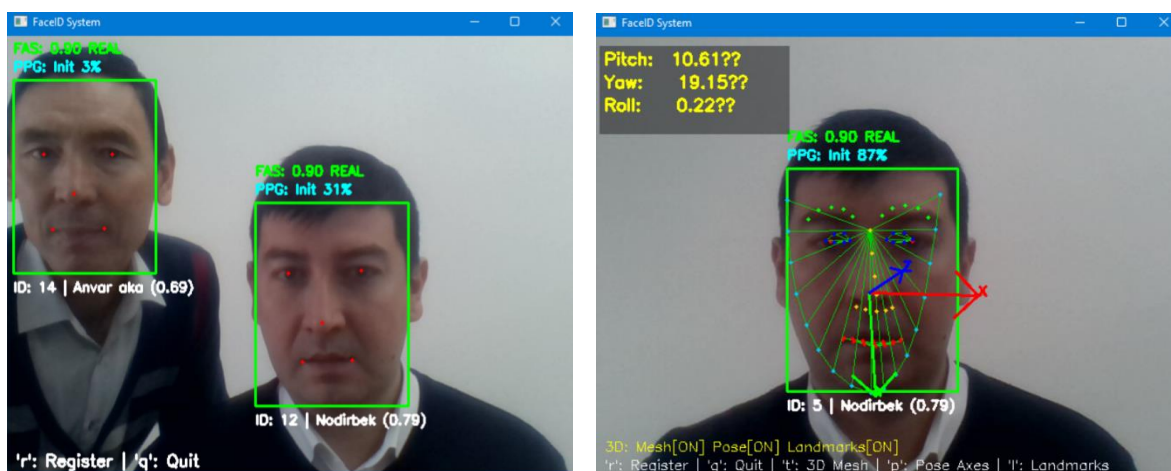 FaceID System
FAS: 0.90 REAL
PPG: Init 3%
FAS: 0.90 REAL
PPG: Init 31%
ID: 14 | Anvar aka (0.69)
ID: 12 | Nodirbek (0.79)
'r': Register | 'q': Quit
FaceID System
Pitch: 10.61??
Yaw: 19.15??
Roll: 0.22??
FAS: 0.90 REAL
PPG: Init 87%
Z
X
ID: 5 | Nodirbek (0.79)
3D: Mesh[ON] Pose[ON] Landmarks[ON]
'r': Register | 'q': Quit | 't': 3D Mesh | 'p': Pose Axes | 'l': Landmarks